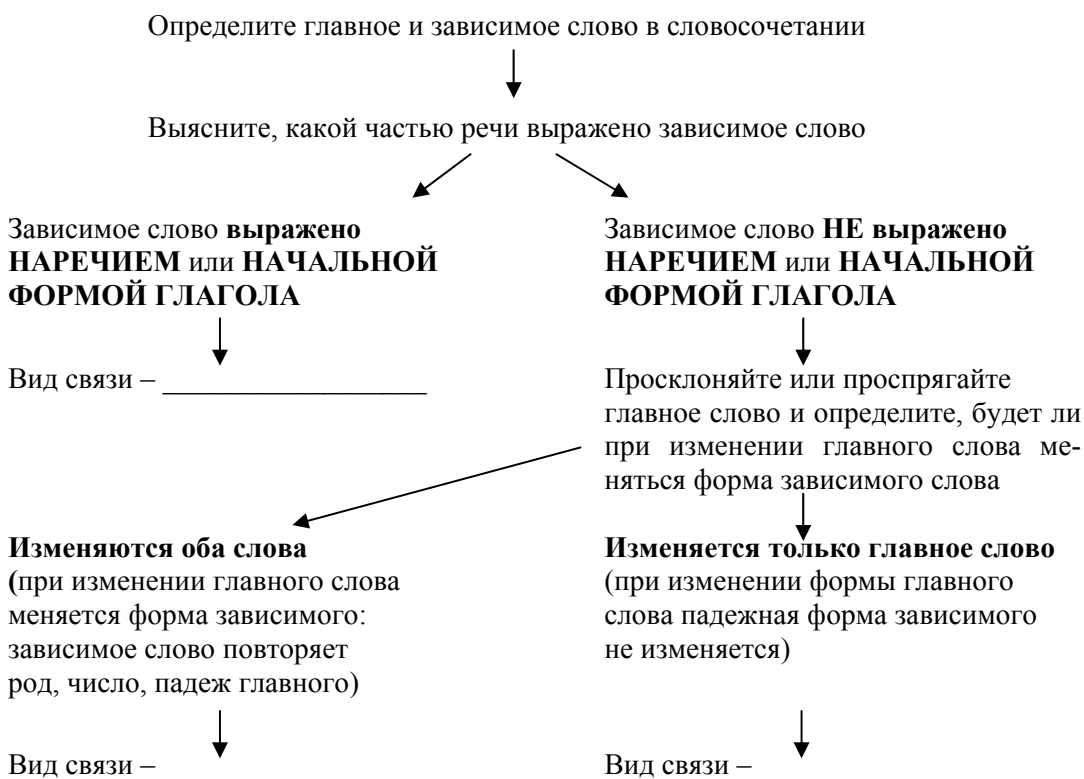 Определите главное и зависимое слово в словосочетании
Выясните, какой частью речи выражено зависимое слово
Зависимое слово выражено
НАРЕЧИЕМ или НАЧАЛЬНОЙ
ФОРМОЙ ГЛАГОЛА
Зависимое слово НЕ выражено
НАРЕЧИЕМ или НАЧАЛЬНОЙ
ФОРМОЙ ГЛАГОЛА
Вид связи – ___________________
Просклоняйте или проспрягайте
главное слово и определите, будет ли
при изменении главного слова ме-
няться форма зависимого слова
Изменяются оба слова
(при изменении главного слова
меняется форма зависимого:
зависимое слово повторяет
род, число, падеж главного)
Изменяется только главное слово
(при изменении формы главного
слова падежная форма зависимого
не изменяется)
Вид связи –
Вид связи –